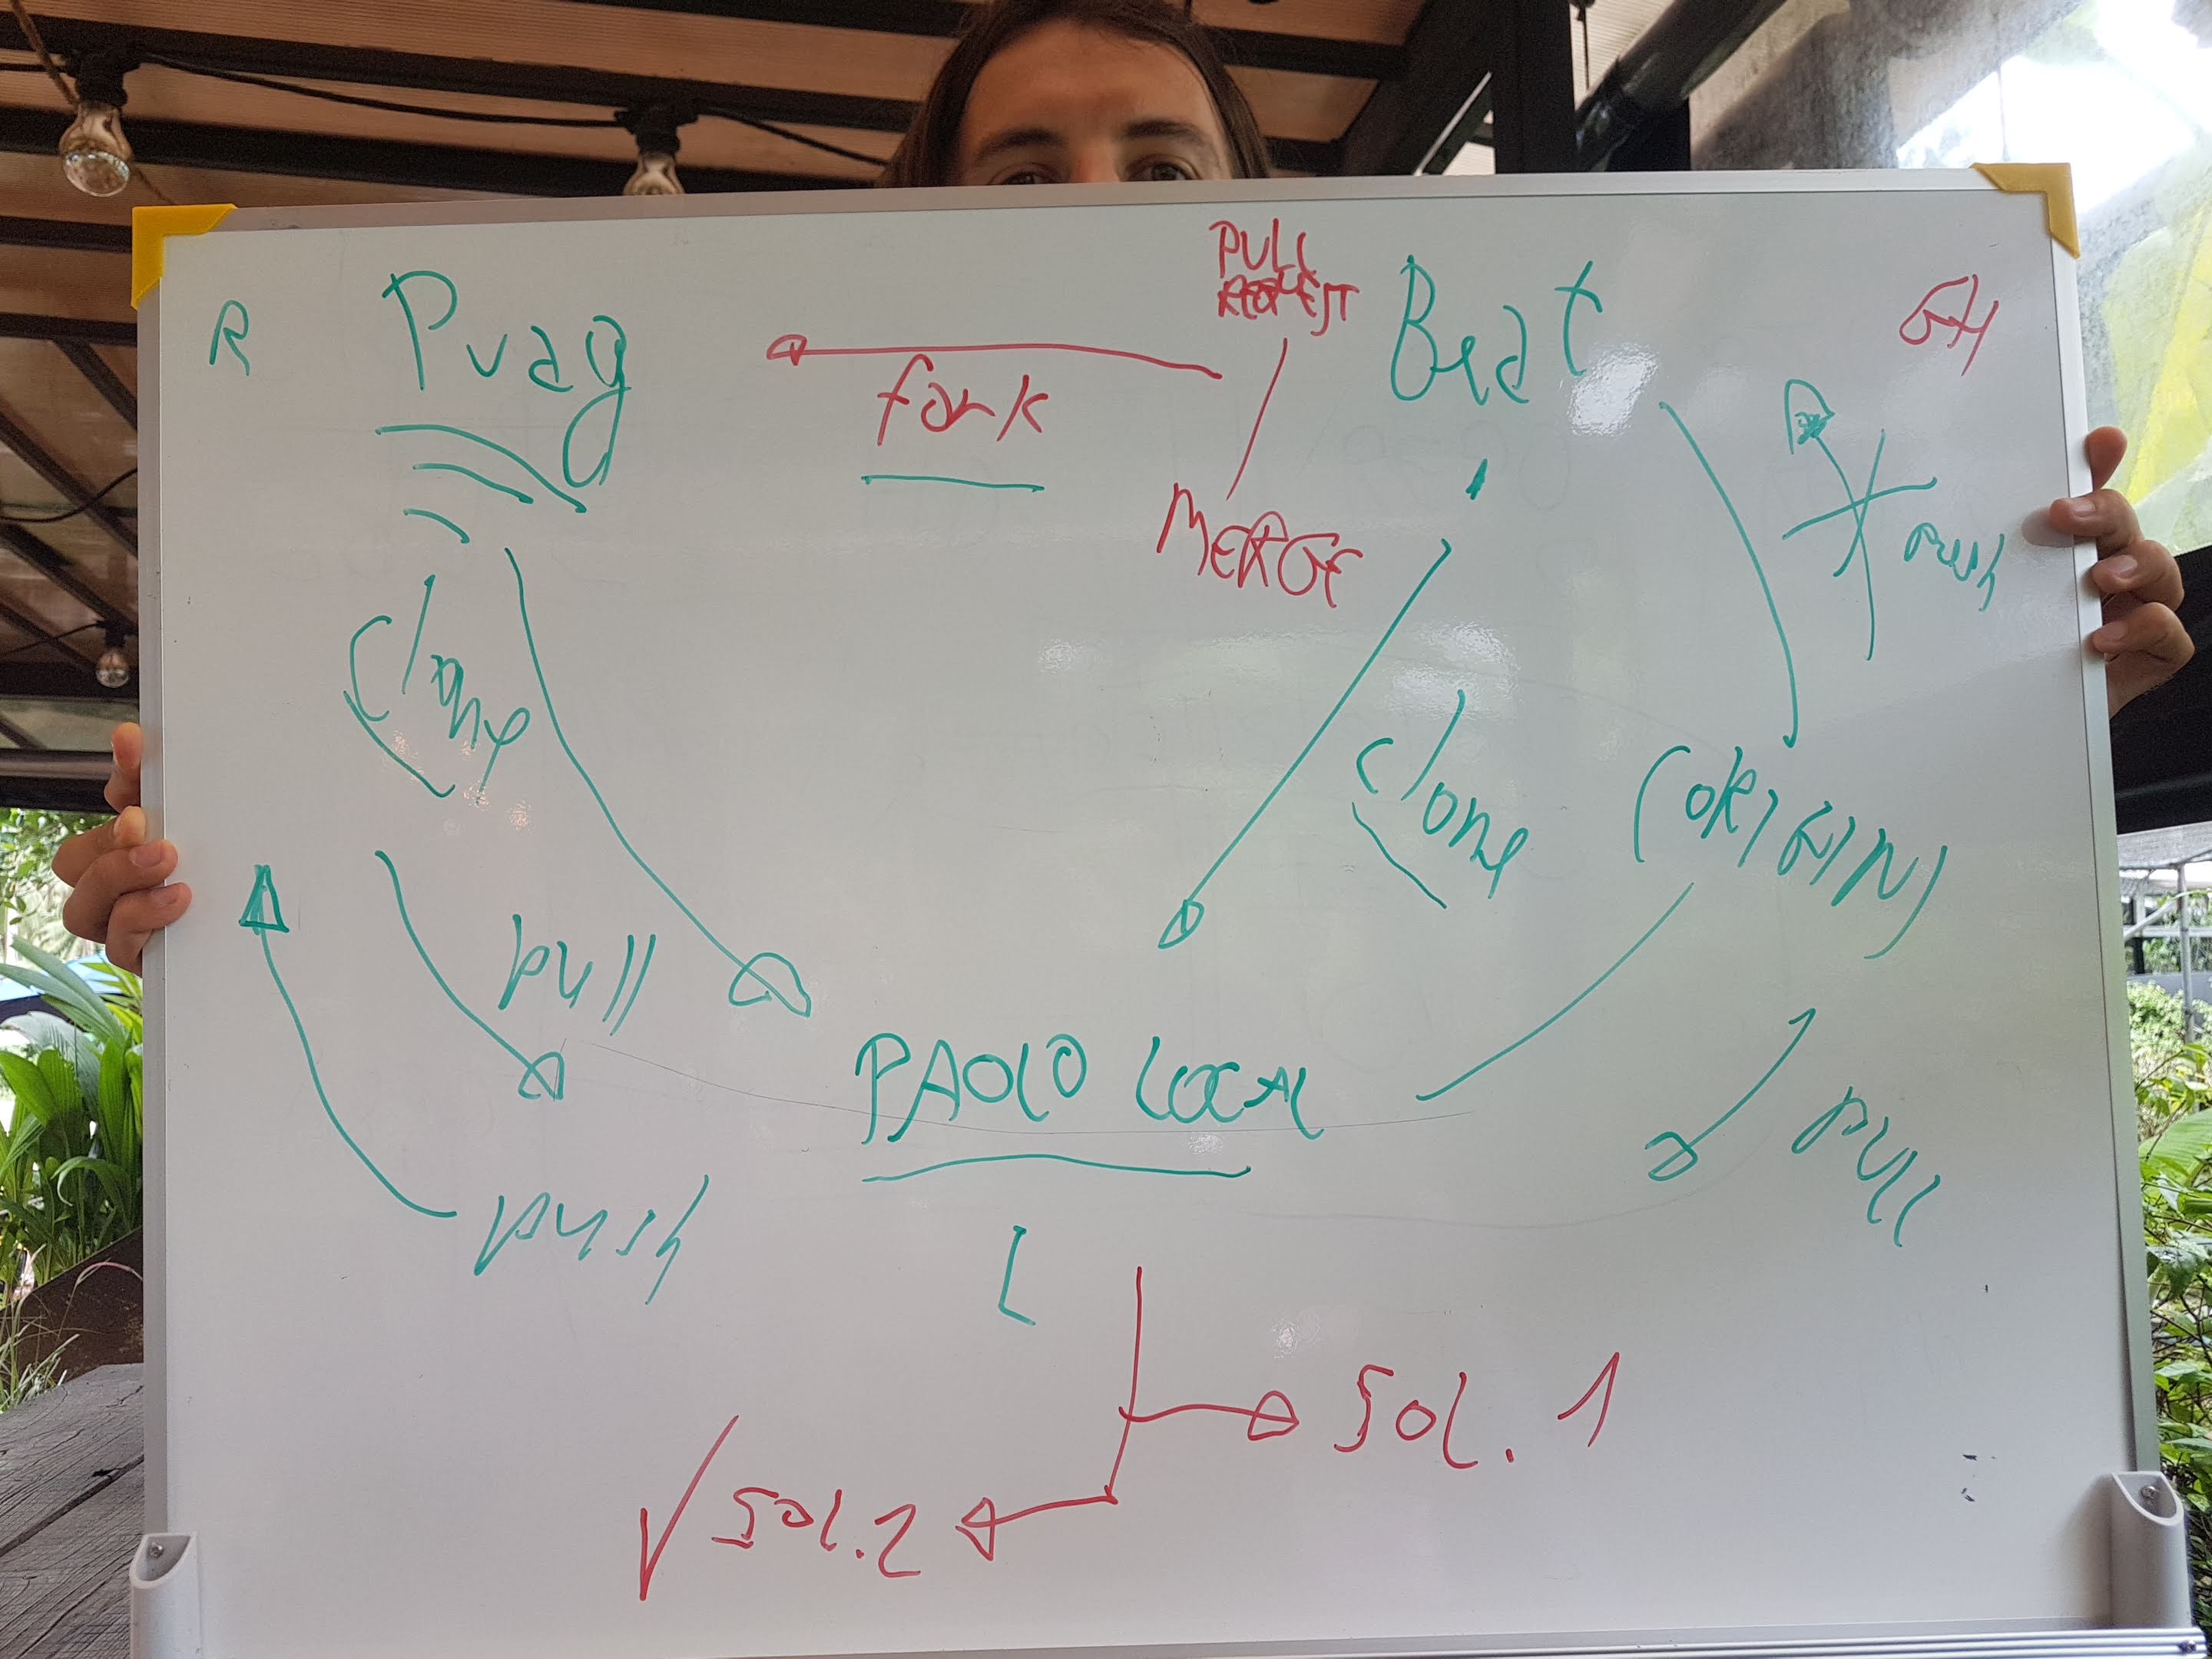 PULL
REQUEST
R
Pvag
Beat
GH
fork
MERGE
push
clone
clone
(ORIGIN)
pull
PAOLO LOCAL
pull
push
L
SOL. 1
√ SOL. 2